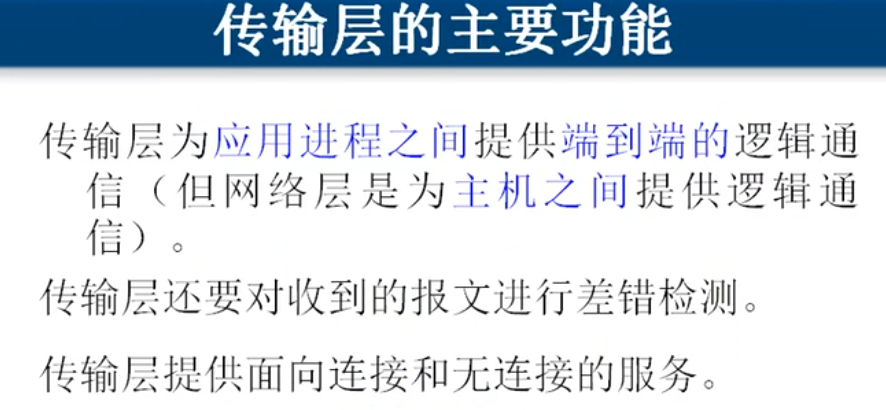 传输层的主要功能
传输层为应用进程之间提供端到端的逻辑通
信（但网络层是为主机之间提供逻辑通
信）。
传输层还要对收到的报文进行差错检测。
传输层提供面向连接和无连接的服务。